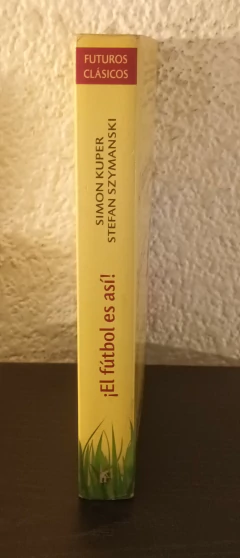 FUTUROS
CLÁSICOS
SIMON KUPER
STEFAN SZYMANSKI
¡El fútbol es así!